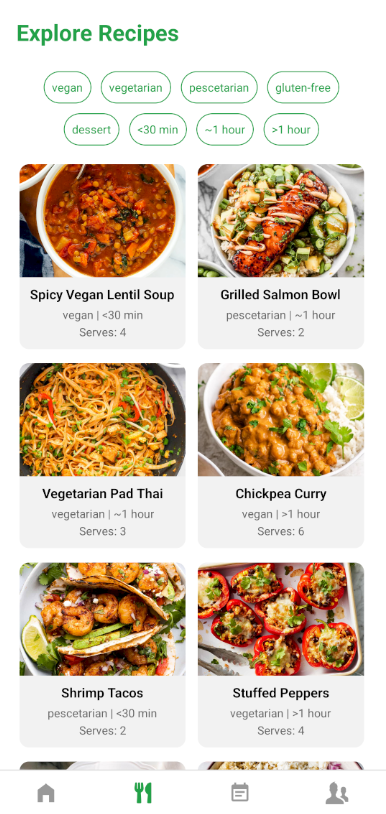 Explore Recipes
vegan vegetarian pescetarian gluten-free
dessert <30 min ~1 hour >1 hour
Spicy Vegan Lentil Soup
vegan | <30 min
Serves: 4
Grilled Salmon Bowl
pescetarian | ~1 hour
Serves: 2
Vegetarian Pad Thai
vegetarian | ~1 hour
Serves: 3
Chickpea Curry
vegan | >1 hour
Serves: 6
Shrimp Tacos
pescetarian | <30 min
Serves: 2
Stuffed Peppers
vegetarian | >1 hour
Serves: 4